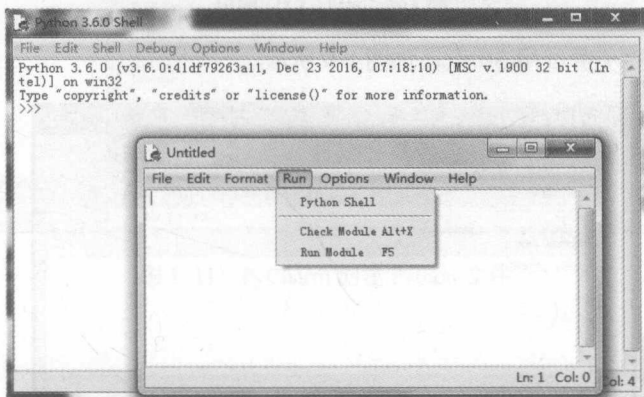 Python 3.6.0 Shell
File Edit Shell Debug Options Window Help
Python 3.6.0 (v3.6.0:41df79263a11, Dec 23 2016, 07:18:10) [MSC v.1900 32 bit (In
tel)] on win32
Type "copyright", "credits" or "license()" for more information.
>>>
Untitled
File Edit Format Run Options Window Help
Python Shell
Check Module Alt+X
Run Module F5
Ln: 1 Col: 0
Col: 4